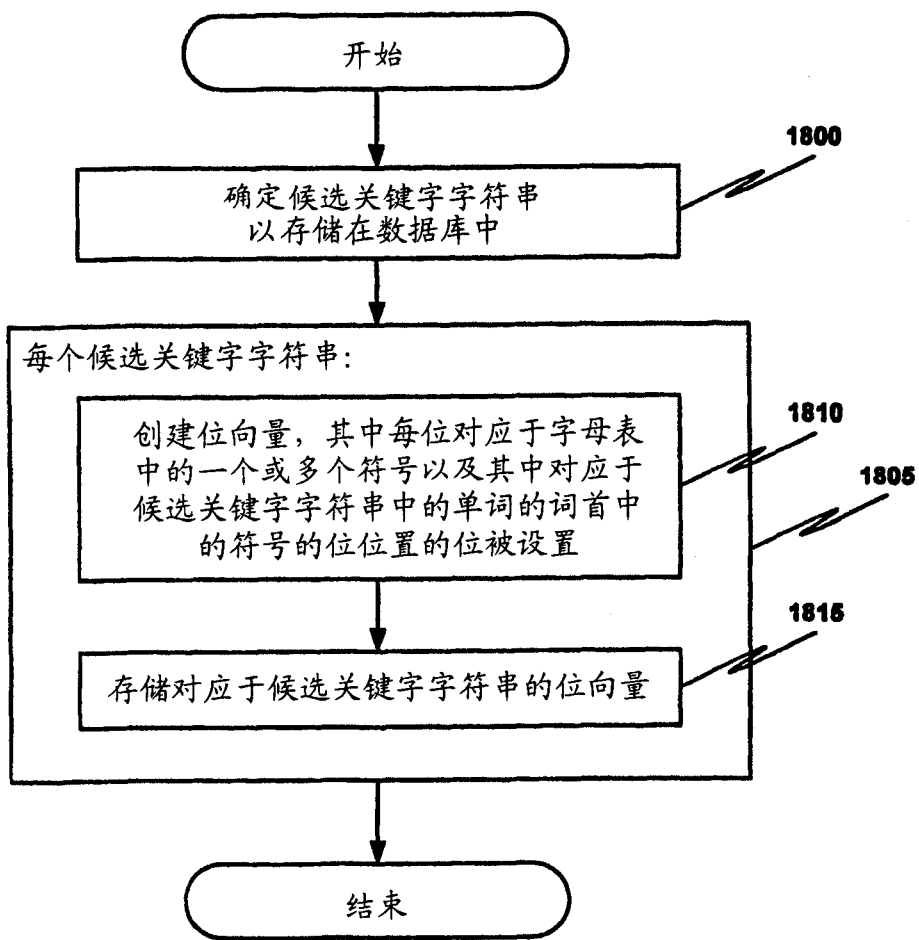 开始
1800
确定候选关键字字符串
以存储在数据库中
每个候选关键字字符串:
1810
创建位向量，其中每位对应于字母表
中的一个或多个符号以及其中对应于
候选关键字字符串中的单词的词首中
的符号的位位置的位被设置
1805
1815
存储对应于候选关键字字符串的位向量
结束